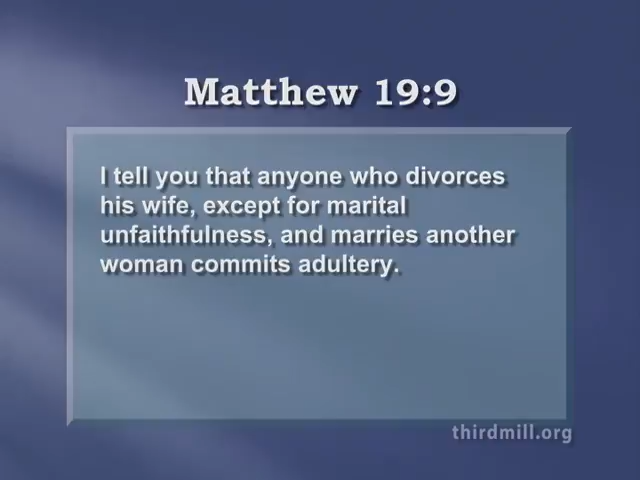 Matthew 19:9
I tell you that anyone who divorces
his wife, except for marital
unfaithfulness, and marries another
woman commits adultery.
thirdmill.org